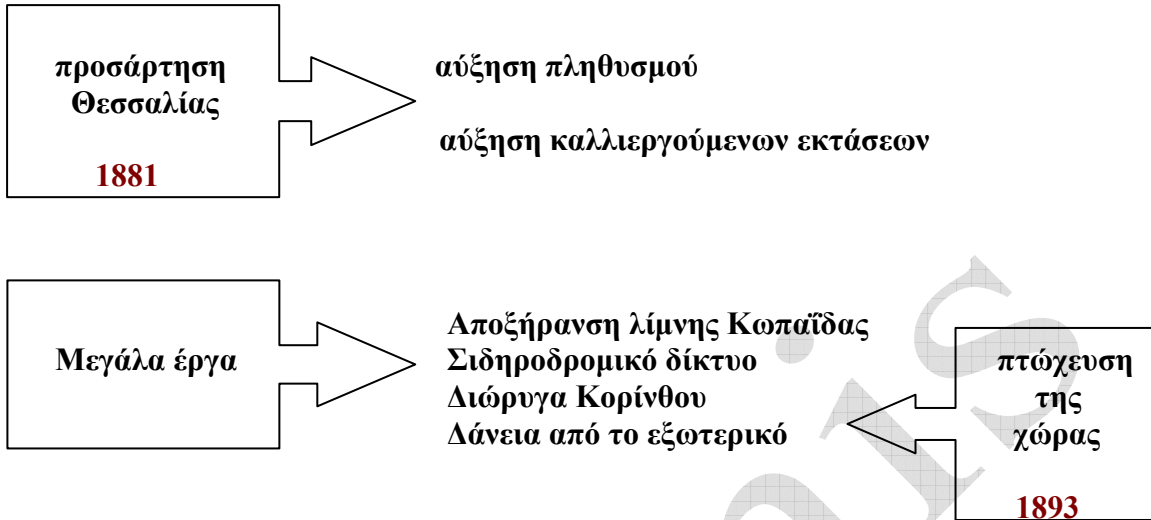 προσάρτηση
Θεσσαλίας
1881
αύξηση πληθυσμού
αύξηση καλλιεργούμενων εκτάσεων
Μεγάλα έργα
Αποξήρανση λίμνης Κωπαΐδας
Σιδηροδρομικό δίκτυο
Διώρυγα Κορίνθου
Δάνεια από το εξωτερικό
πτώχευση
της
χώρας
1893